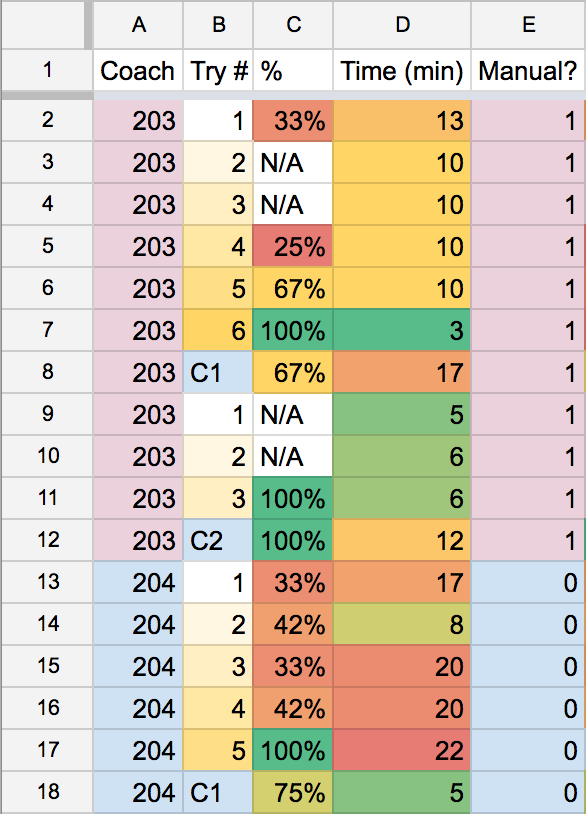 A B C D E
1 Coach Try # % Time (min) Manual?
2 203 1 33% 13 1
3 203 2 N/A 10 1
4 203 3 N/A 10 1
5 203 4 25% 10 1
6 203 5 67% 10 1
7 203 6 100% 3 1
8 203 C1 67% 17 1
9 203 1 N/A 5 1
10 203 2 N/A 6 1
11 203 3 100% 6 1
12 203 C2 100% 12 1
13 204 1 33% 17 0
14 204 2 42% 8 0
15 204 3 33% 20 0
16 204 4 42% 20 0
17 204 5 100% 22 0
18 204 C1 75% 5 0